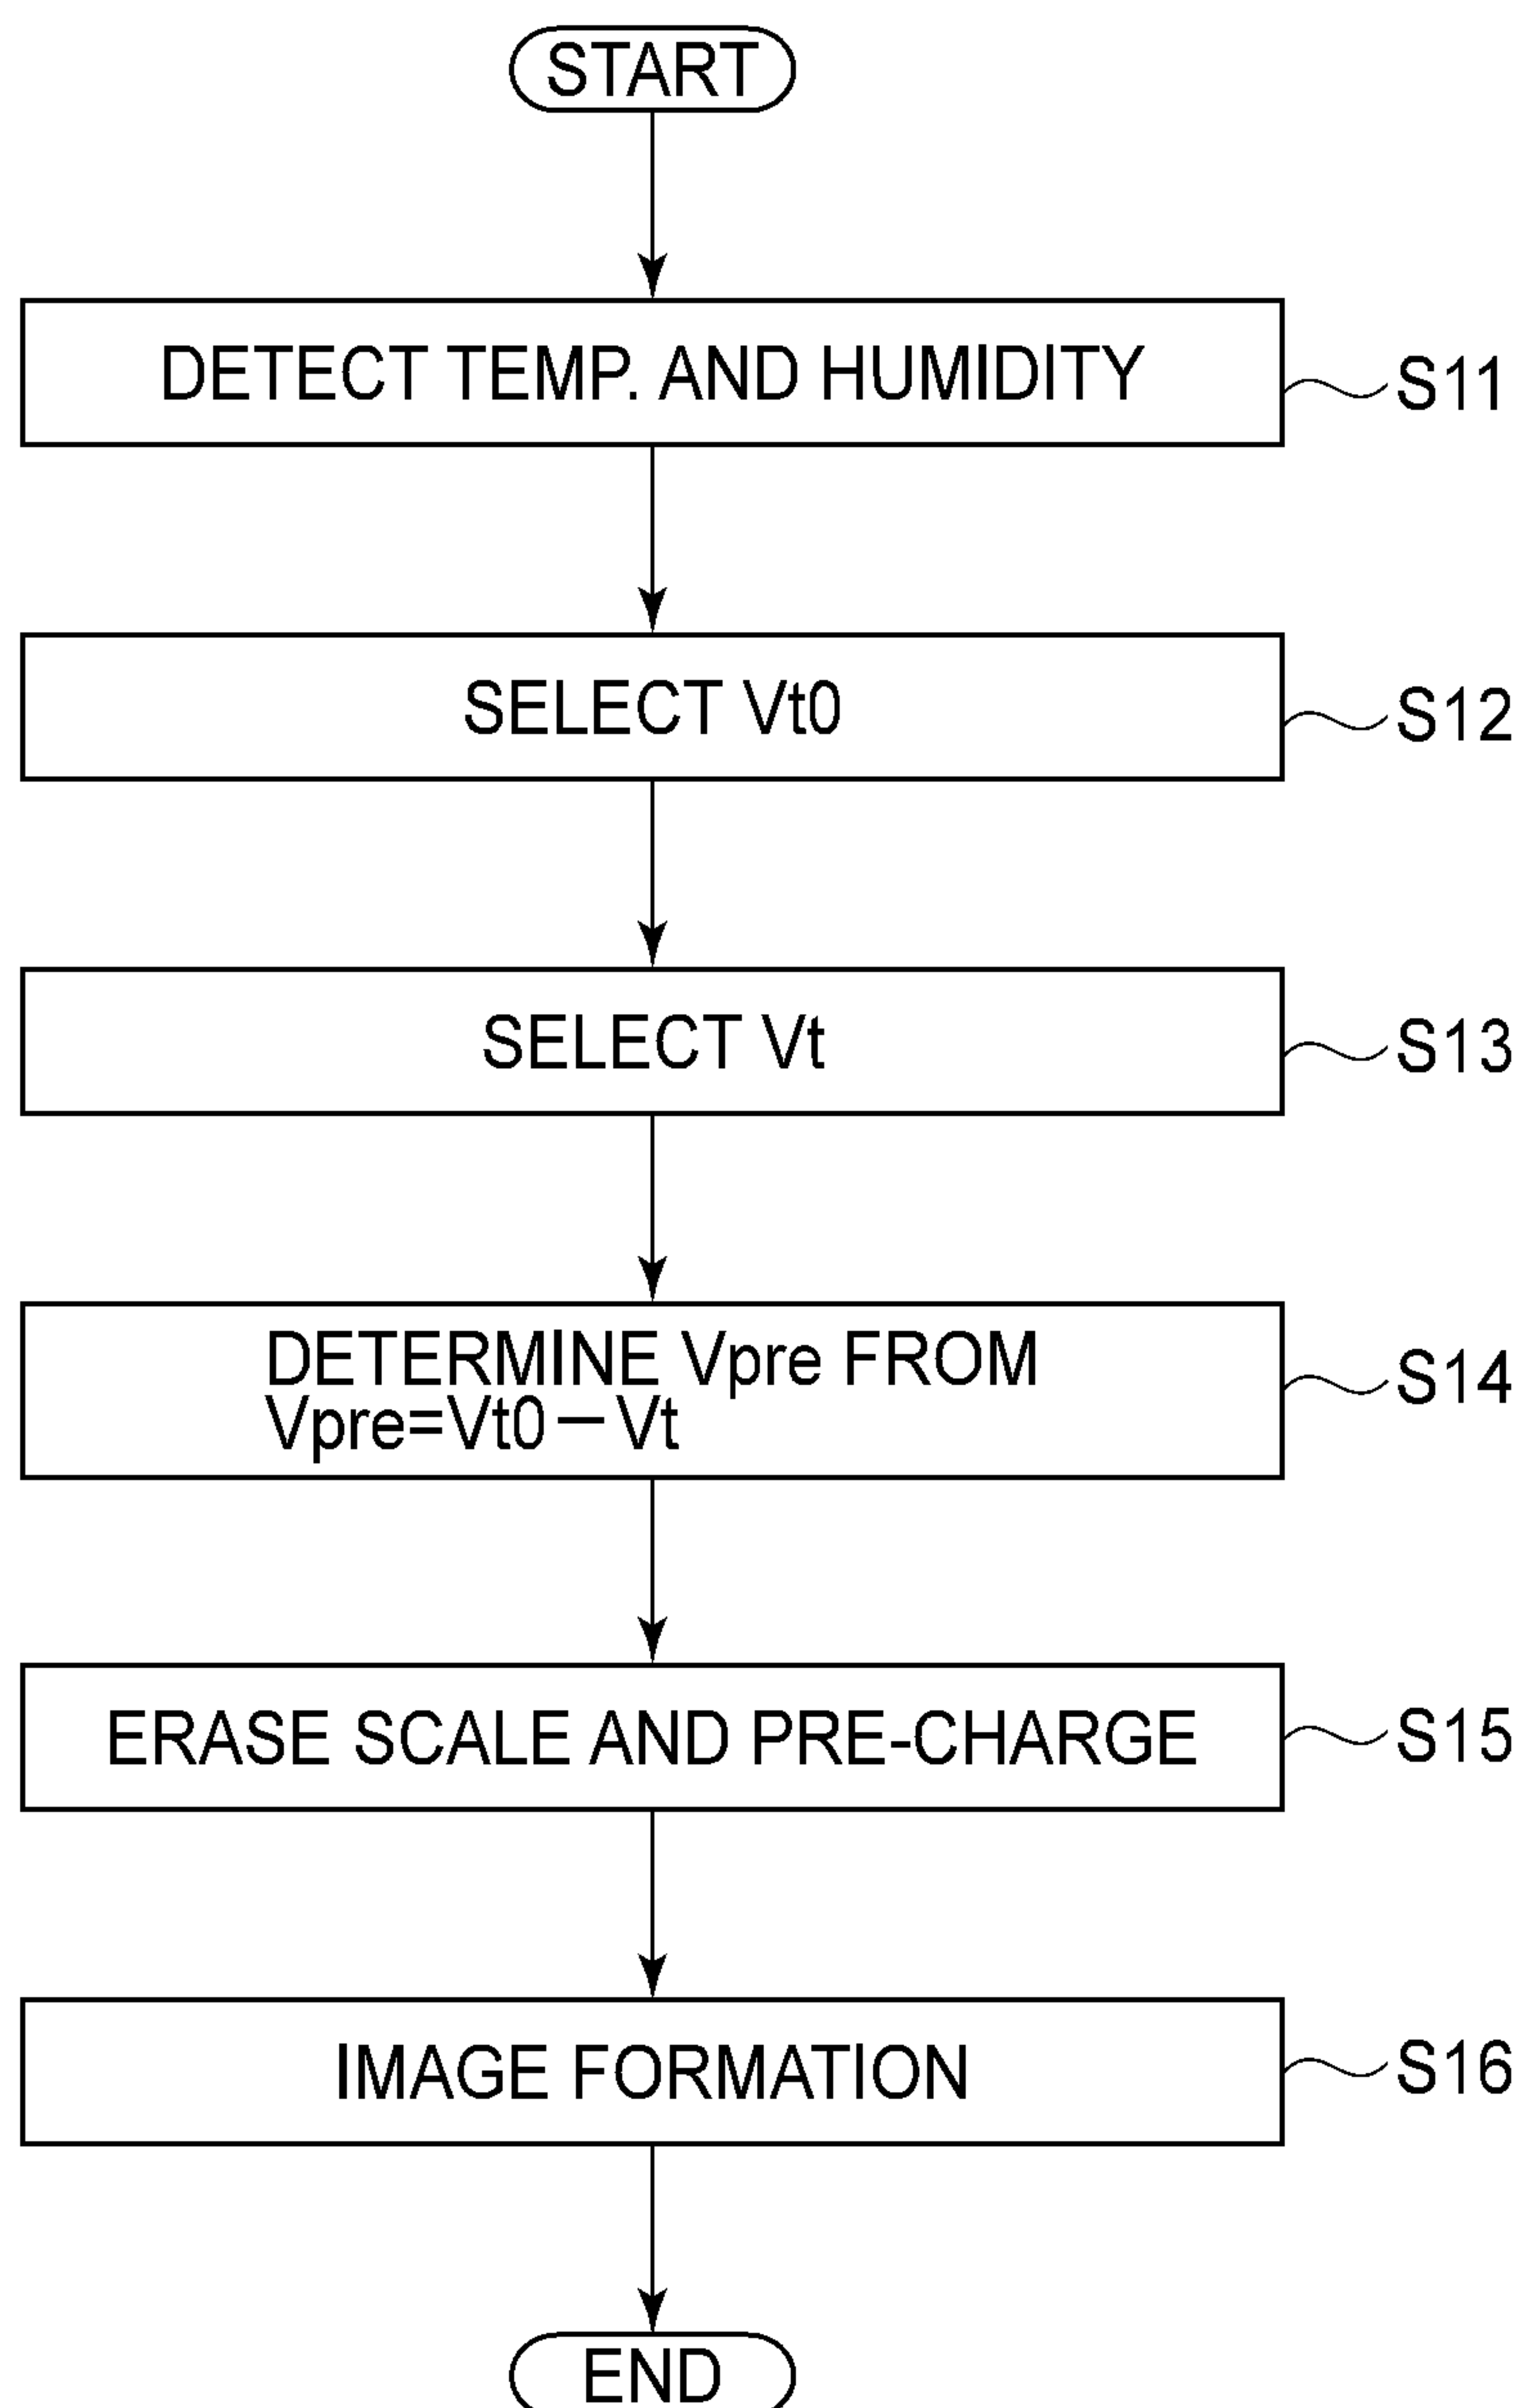 START
DETECT TEMP. AND HUMIDITY
S11
SELECT Vt0
S12
SELECT Vt
S13
DETERMINE Vpre FROM
Vpre=Vt0－Vt
S14
ERASE SCALE AND PRE-CHARGE
S15
IMAGE FORMATION
S16
END